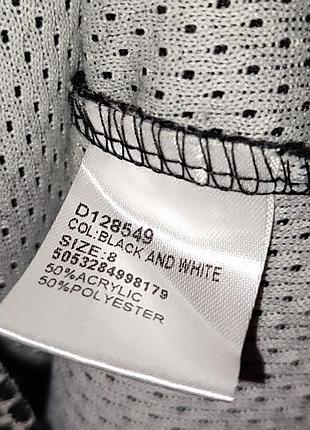 D128549
COL:BLACK AND WHITE
SIZE:8
5053284998179
50%ACRYLIC
50%POLYESTER